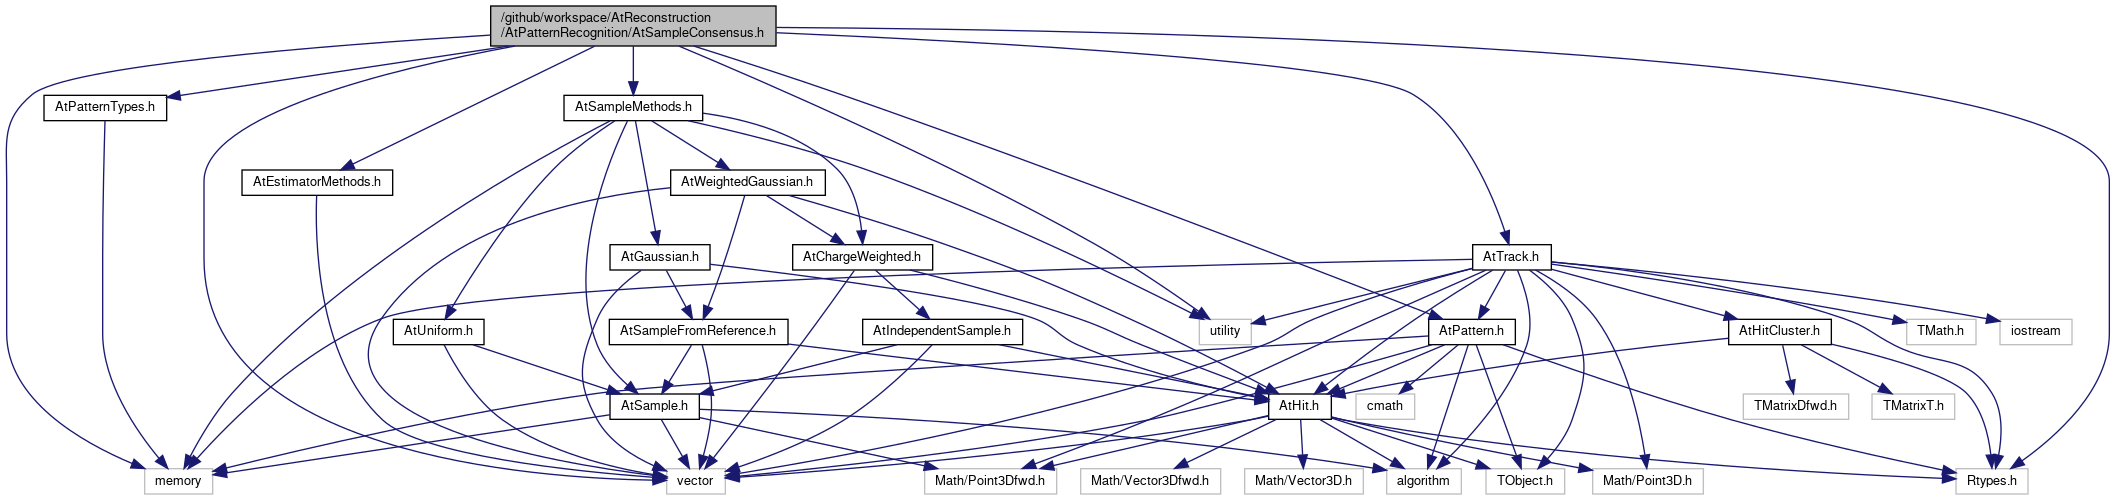 /github/workspace/AtReconstruction
/AtPatternRecognition/AtSampleConsensus.h
AtPatternTypes.h
AtSampleMethods.h
AtEstimatorMethods.h
AtWeightedGaussian.h
AtGaussian.h
AtChargeWeighted.h
AtTrack.h
AtUniform.h
AtSampleFromReference.h
AtIndependentSample.h
utility
AtPattern.h
AtHitCluster.h
TMath.h
iostream
AtSample.h
AtHit.h
cmath
TMatrixDfwd.h
TMatrixT.h
memory
vector
Math/Point3Dfwd.h
Math/Vector3Dfwd.h
Math/Vector3D.h
algorithm
TObject.h
Math/Point3D.h
Rtypes.h